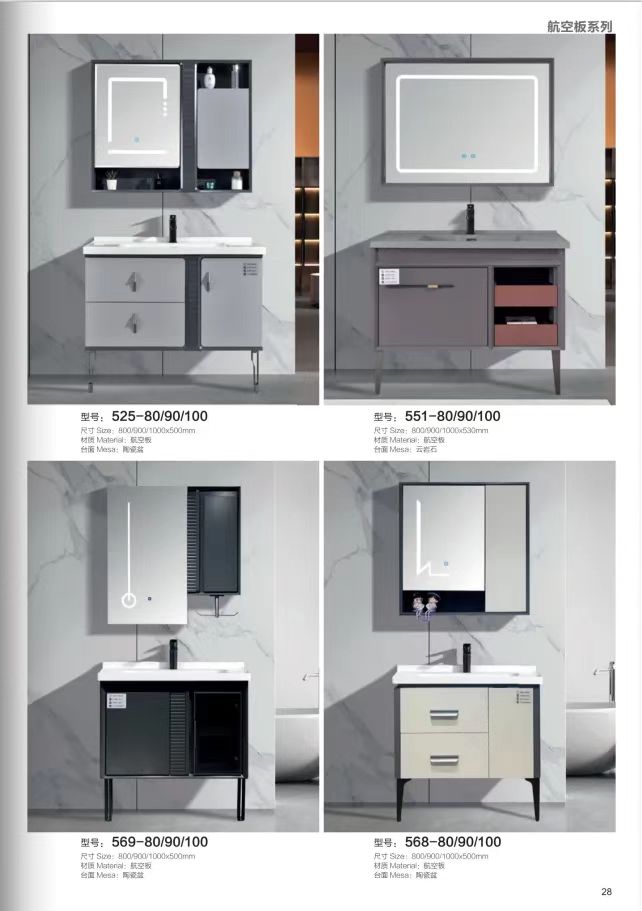 航空板系列
型号：525-80/90/100
尺寸 Size：800/900/1000x500mm
材质 Material：航空板
台面 Mesa：陶瓷盆
型号：551-80/90/100
尺寸 Size：800/900/1000x530mm
材质 Material：航空板
台面 Mesa：云岩石
型号：569-80/90/100
尺寸 Size：800/900/1000x500mm
材质 Material：航空板
台面 Mesa：陶瓷盆
型号：568-80/90/100
尺寸 Size：800/900/1000x500mm
材质 Material：航空板
台面 Mesa：陶瓷盆
28